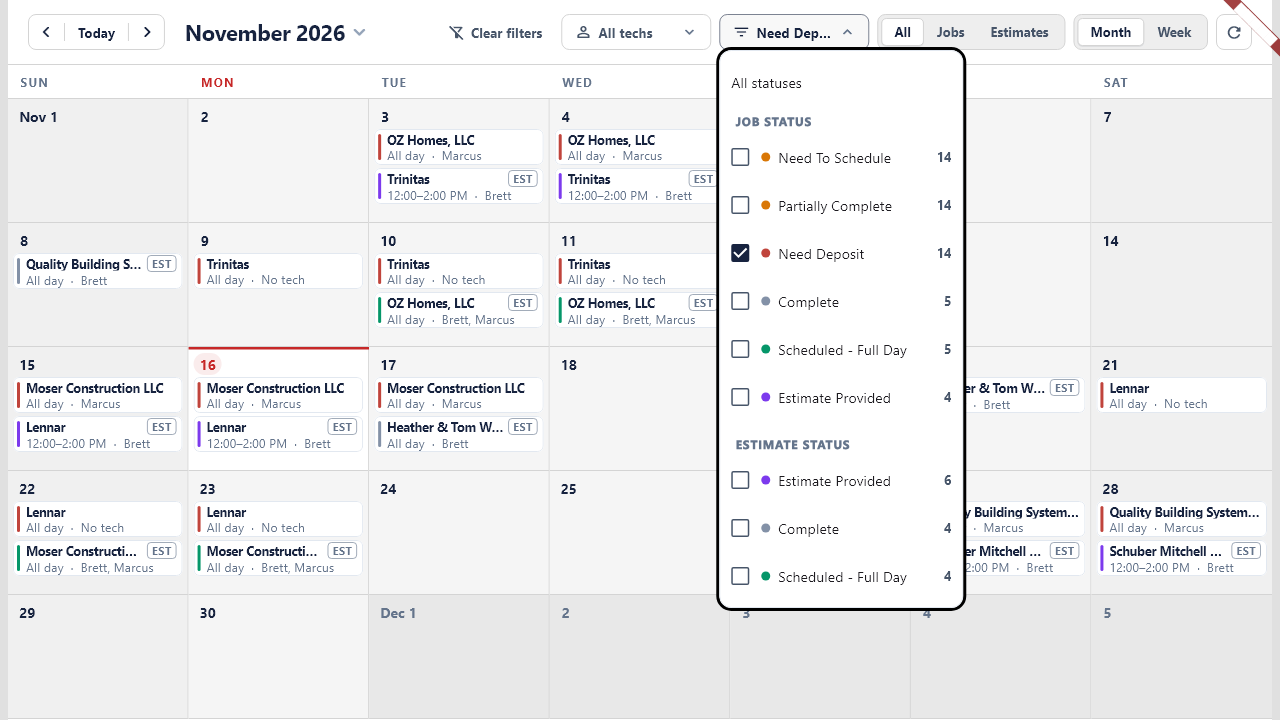 Today
November 2026
Clear filters
All techs
Need Dep...
All
Jobs
Estimates
Month
Week
SUN
MON
TUE
WED
SAT
Nov 1
2
3
OZ Homes, LLC
All day · Marcus
Trinitas
EST
12:00–2:00 PM · Brett
4
OZ Homes, LLC
All day · Marcus
Trinitas
EST
12:00–2:00 PM · Brett
7
8
Quality Building S...
EST
All day · Brett
9
Trinitas
All day · No tech
10
Trinitas
All day · No tech
OZ Homes, LLC
EST
All day · Brett, Marcus
11
Trinitas
All day · No tech
OZ Homes, LLC
EST
All day · Brett, Marcus
14
15
Moser Construction LLC
All day · Marcus
Lennar
EST
12:00–2:00 PM · Brett
16
Moser Construction LLC
All day · Marcus
Lennar
EST
12:00–2:00 PM · Brett
17
Moser Construction LLC
All day · Marcus
Heather & Tom W...
EST
All day · Brett
18
er & Tom W...
EST
· Brett
21
Lennar
All day · No tech
22
Lennar
All day · No tech
Moser Constructi...
EST
All day · Brett, Marcus
23
Lennar
All day · No tech
Moser Constructi...
EST
All day · Brett, Marcus
24
25
y Building System...
· Marcus
er Mitchell ...
EST
2:00 PM · Brett
28
Quality Building System...
All day · Marcus
Schuber Mitchell ...
EST
12:00–2:00 PM · Brett
29
30
Dec 1
2
3
4
5
All statuses
JOB STATUS
Need To Schedule 14
Partially Complete 14
Need Deposit 14
Complete 5
Scheduled - Full Day 5
Estimate Provided 4
ESTIMATE STATUS
Estimate Provided 6
Complete 4
Scheduled - Full Day 4